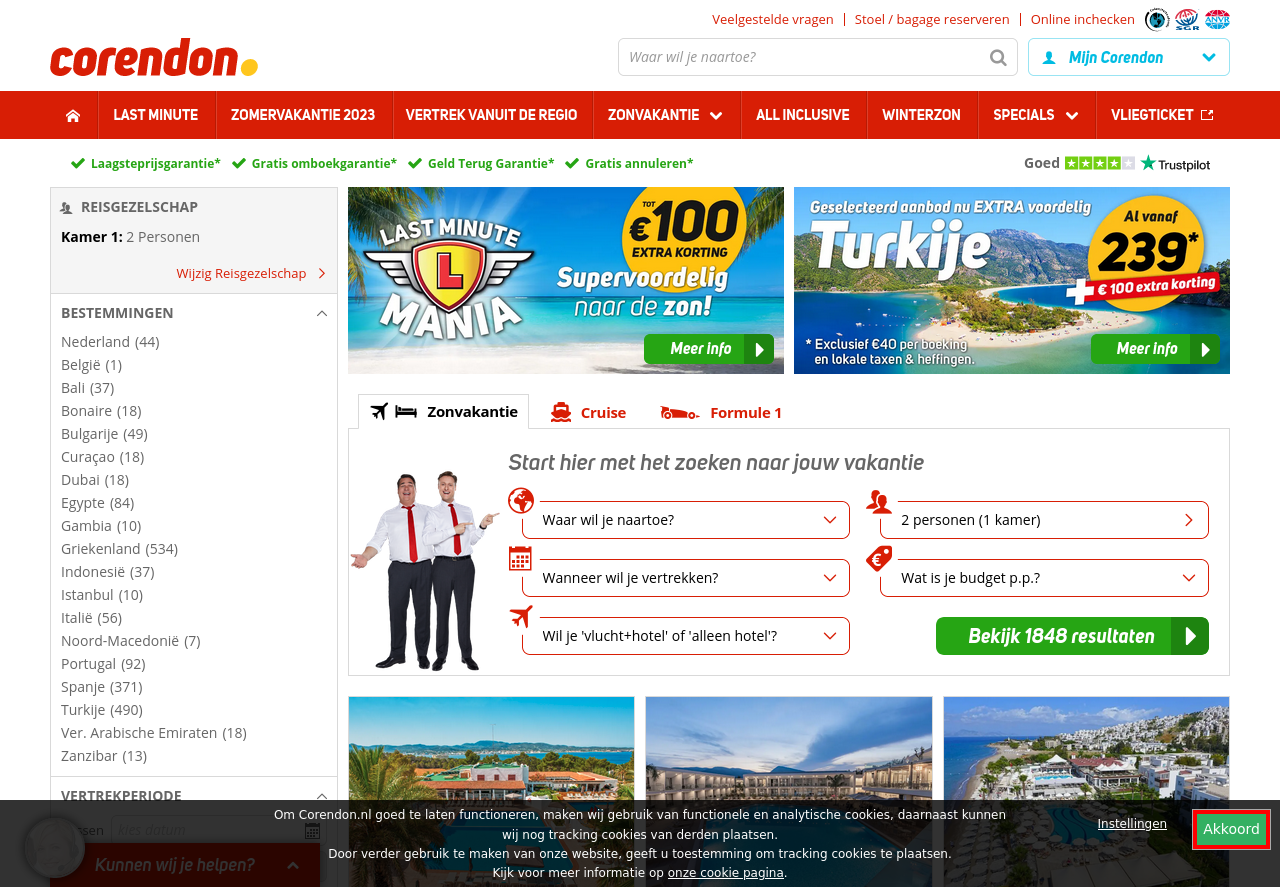 Veelgestelde vragen
Stoel / bagage reserveren
Online inchecken
SGR
ANVR
corendon
Waar wil je naartoe?
Mijn Corendon
LAST MINUTE
ZOMERVAKANTIE 2023
VERTREK VANUIT DE REGIO
ZONVAKANTIE
ALL INCLUSIVE
WINTERZON
SPECIALS
VLIEGTICKET
Laagsteprijsgarantie*
Gratis omboekgarantie*
Geld Terug Garantie*
Gratis annuleren*
Goed
Trustpilot
REISGEZELSCHAP
Kamer 1: 2 Personen
Wijzig Reisgezelschap
BESTEMMINGEN
Nederland (44)
België (1)
Bali (37)
Bonaire (18)
Bulgarije (49)
Curaçao (18)
Dubai (18)
Egypte (84)
Gambia (10)
Griekenland (534)
Indonesië (37)
Istanbul (10)
Italië (56)
Noord-Macedonië (7)
Portugal (92)
Spanje (371)
Turkije (490)
Ver. Arabische Emiraten (18)
Zanzibar (13)
VERTREKPERIODE
kies datum
Kunnen wij je helpen?
LAST MINUTE
L
MANIA
TOT
€100
EXTRA KORTING
Supervoordelig
naar de zon!
Meer info
Geselecteerd aanbod nu EXTRA voordelig
Turkije
Al vanaf
239*
+ € 100 extra korting
* Exclusief €40 per boeking
en lokale taxen & heffingen.
Meer info
Zonvakantie
Cruise
Formule 1
Start hier met het zoeken naar jouw vakantie
Waar wil je naartoe?
2 personen (1 kamer)
Wanneer wil je vertrekken?
Wat is je budget p.p.?
Wil je 'vlucht+hotel' of 'alleen hotel'?
Bekijk 1848 resultaten
Om Corendon.nl goed te laten functioneren, maken wij gebruik van functionele en analytische cookies, daarnaast kunnen
wij nog tracking cookies van derden plaatsen.
Door verder gebruik te maken van onze website, geeft u toestemming om tracking cookies te plaatsen.
Kijk voor meer informatie op onze cookie pagina.
Instellingen
Akkoord